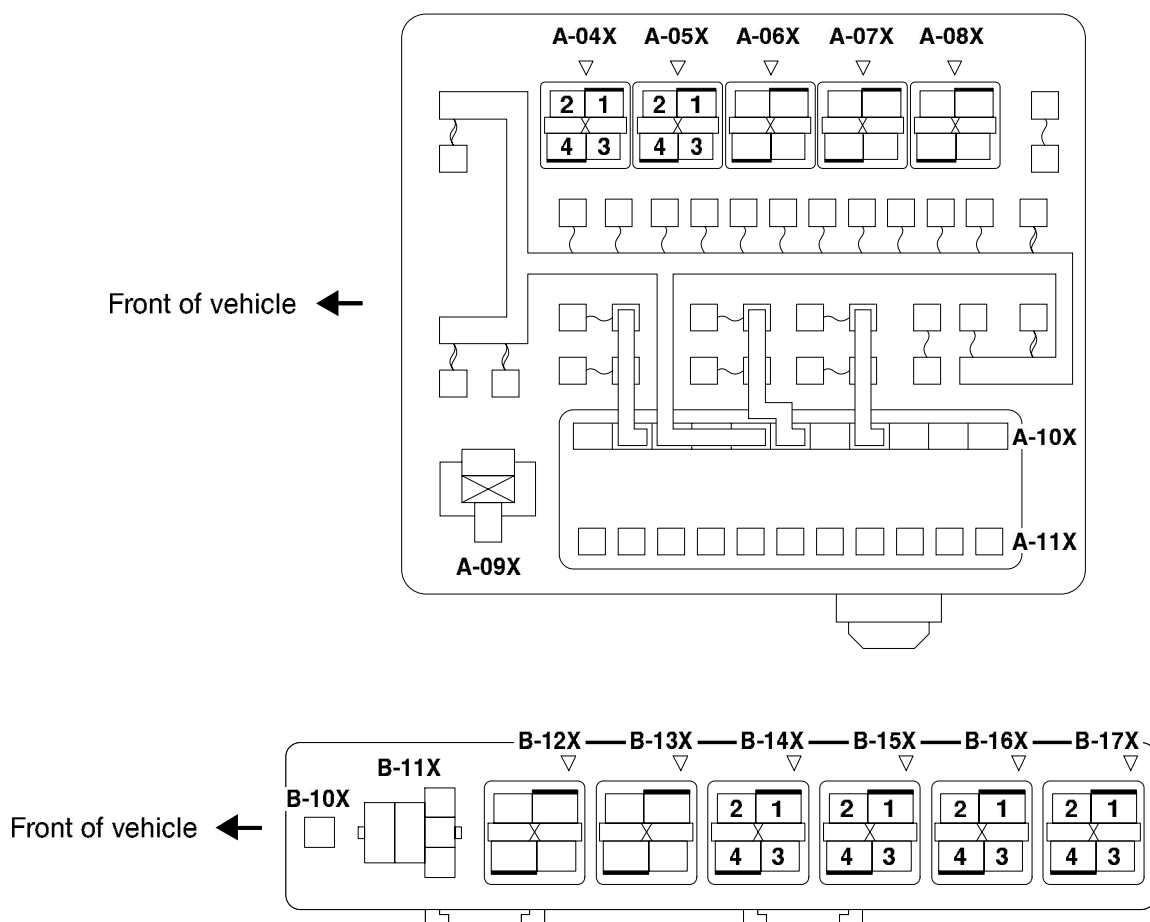 A-04X A-05X A-06X A-07X A-08X
2 1 2 1
4 3 4 3
Front of vehicle
A-10X
A-11X
A-09X
B-12X B-13X B-14X B-15X B-16X B-17X
B-11X
B-10X
2 1 2 1 2 1 2 1
Front of vehicle
4 3 4 3 4 3 4 3